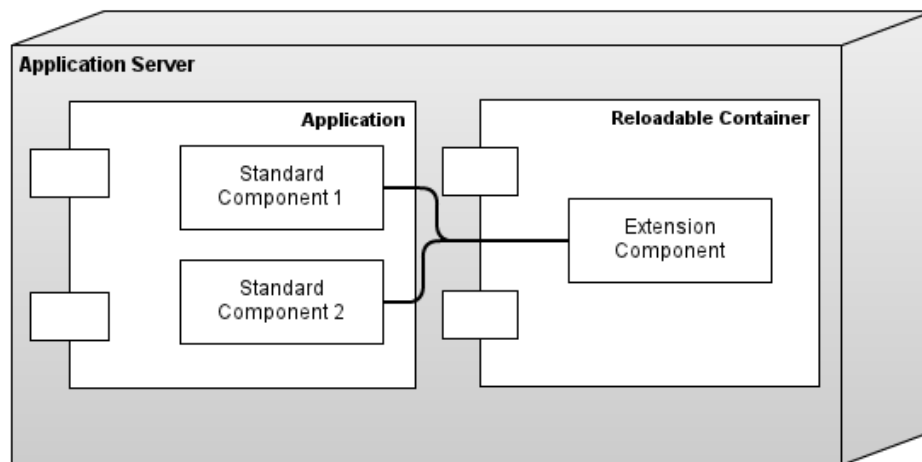 Application Server
Application
Standard
Component 1
Standard
Component 2
Reloadable Container
Extension
Component